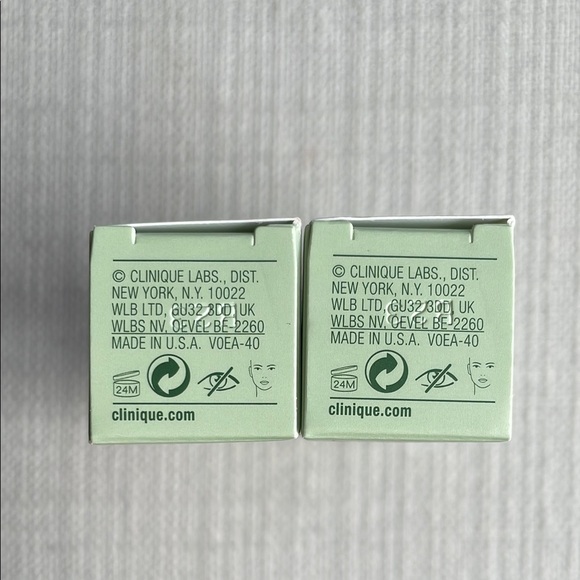 © CLINIQUE LABS., DIST.
NEW YORK, N.Y. 10022
WLB LTD, GU32 3DD UK
WLBS NV. OEVEL BE-2260
MADE IN U.S.A. V0EA-40
24M
clinique.com
© CLINIQUE LABS., DIST.
NEW YORK, N.Y. 10022
WLB LTD, GU32 3DD UK
WLBS NV. OEVEL BE-2260
MADE IN U.S.A. V0EA-40
24M
clinique.com